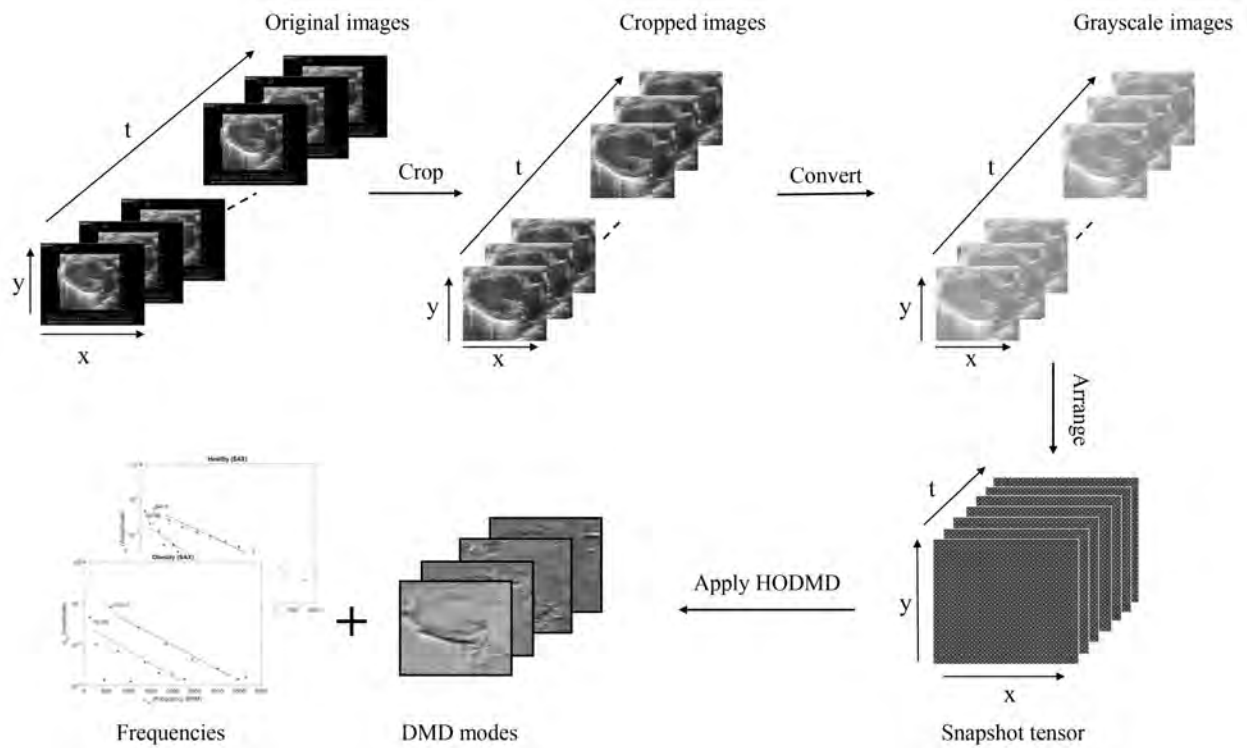 Original images
Cropped images
Grayscale images
t
t
t
Crop
Convert
y
x
y
x
y
x
Arrange
Healthy (SAX)
Obesity (SAX)
t
y
x
Apply HODMD
+
Frequencies
DMD modes
Snapshot tensor